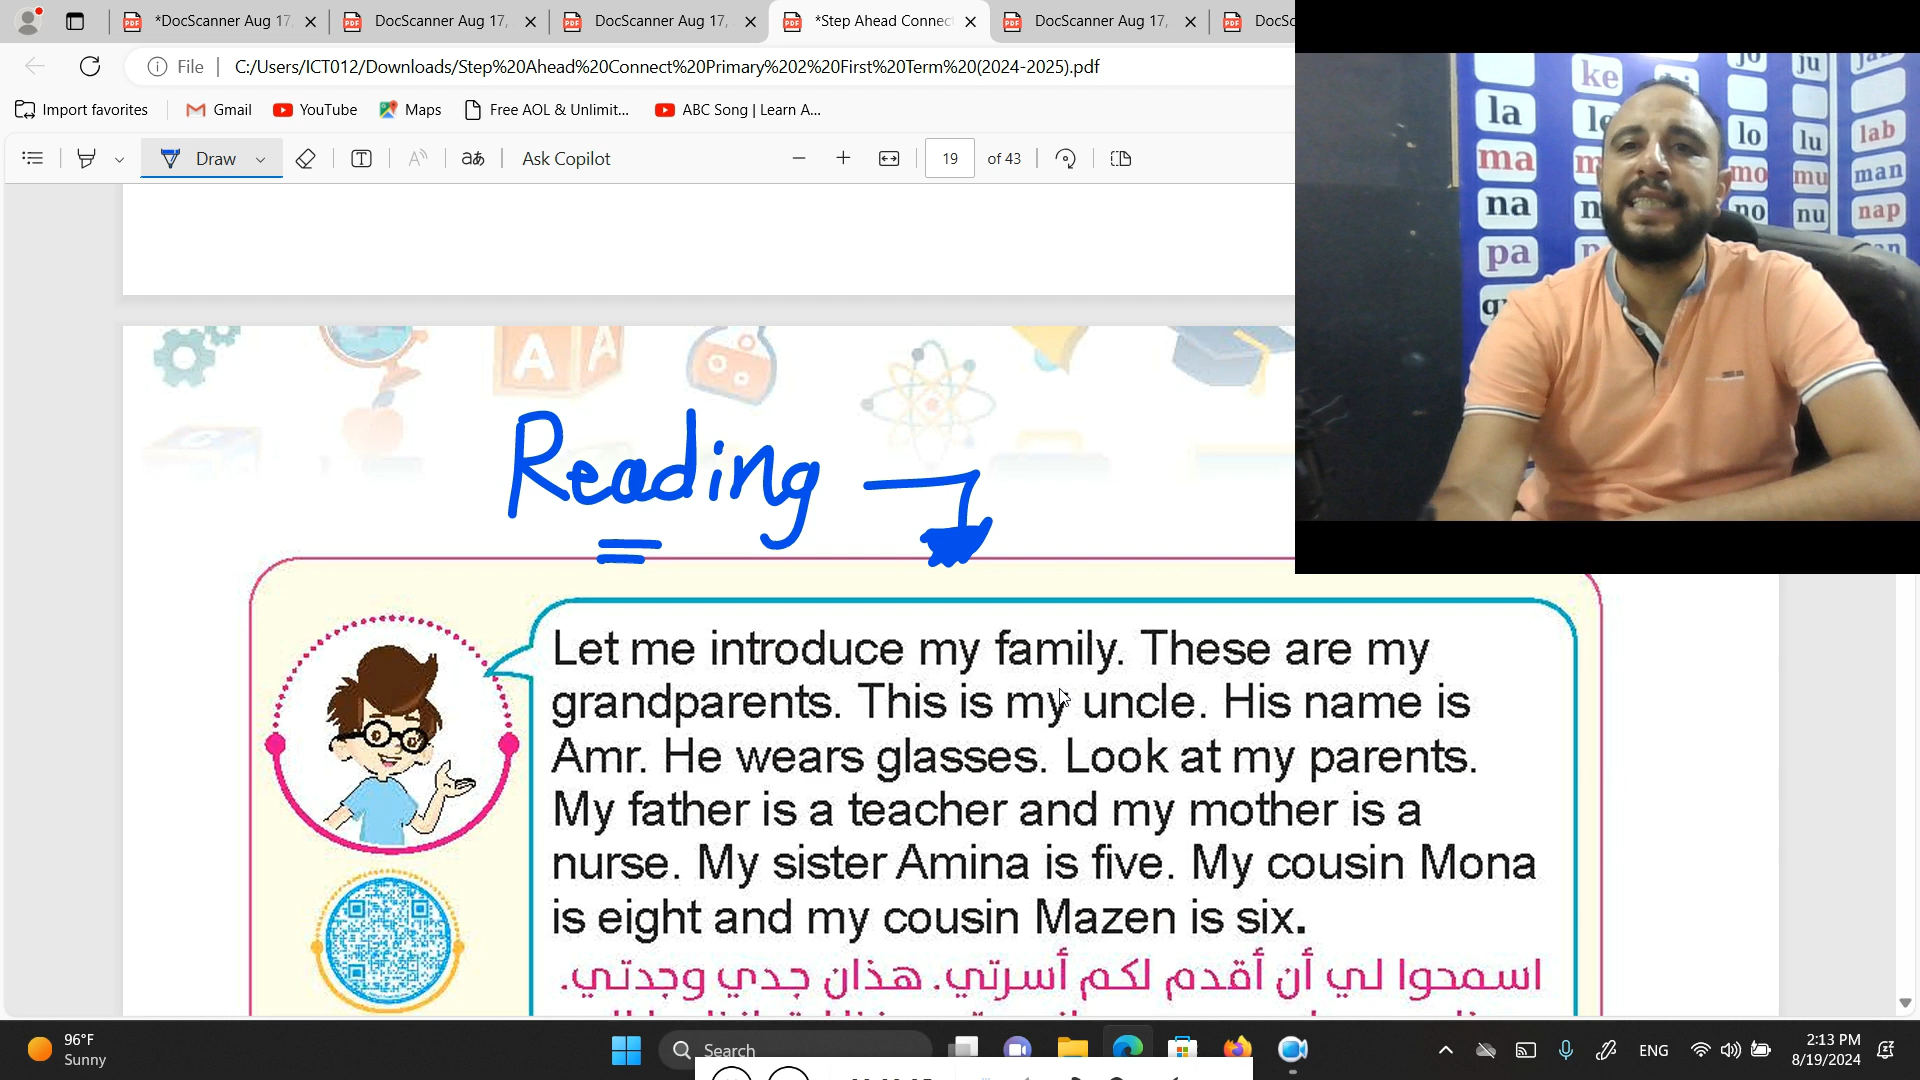 *DocScanner Aug 17,
DocScanner Aug 17,
DocScanner Aug 17,
*Step Ahead Connec
DocScanner Aug 17,
DocSc
File
C:/Users/ICT012/Downloads/Step%20Ahead%20Connect%20Primary%202%20First%20Term%20(2024-2025).pdf
Import favorites
Gmail
YouTube
Maps
Free AOL & Unlimit...
ABC Song | Learn A...
Draw
Ask Copilot
19 of 43
ke
jo
ju
la
lo
lu
lab
ma
mo
mu
man
na
no
nu
nap
pa
A A
Reading
Let me introduce my family. These are my
grandparents. This is my uncle. His name is
Amr. He wears glasses. Look at my parents.
My father is a teacher and my mother is a
nurse. My sister Amina is five. My cousin Mona
is eight and my cousin Mazen is six.
اسمحوا لي أن أقدم لكم أسرتي. هذان جدي وجدتي.
96°F
Sunny
Search
ENG
2:13 PM
8/19/2024